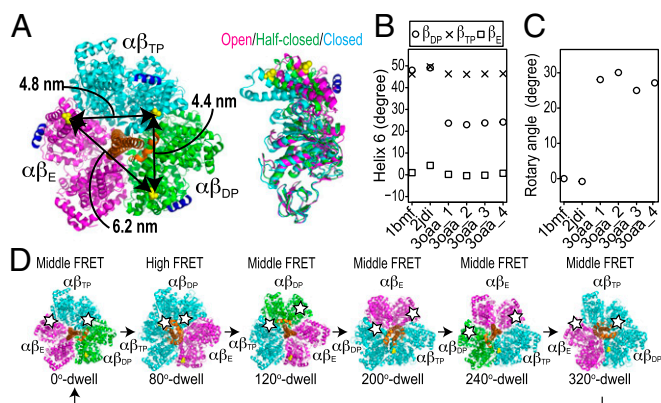 A
αβTP
Open/Half-closed/Closed
4.8 nm
4.4 nm
αβE
αβDP
6.2 nm
B
○ βDP × βTP □ βE
Helix 6 (degree)
50
40
30
20
10
0
-10
1bmf
2jdi
3oaa_1
3oaa_2
3oaa_3
3oaa_4
C
Rotary angle (degree)
30
20
10
0
1bmf
2jdi
3oaa_1
3oaa_2
3oaa_3
3oaa_4
D
Middle FRET High FRET Middle FRET Middle FRET Middle FRET Middle FRET
αβTP αβDP αβDP αβE αβE αβTP
αβE αβDP αβTP αβE αβE αβTP αβDP αβTP αβDP αβTP αβE αβDP
0°-dwell 80°-dwell 120°-dwell 200°-dwell 240°-dwell 320°-dwell